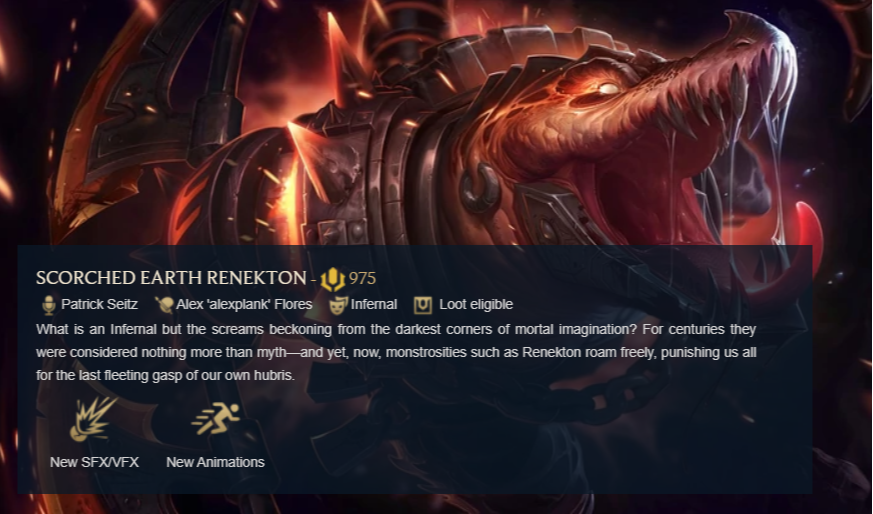 SCORCHED EARTH RENEKTON - 975
Patrick Seitz Alex 'alexplank' Flores Infernal Loot eligible
What is an Infernal but the screams beckoning from the darkest corners of mortal imagination? For centuries they
were considered nothing more than myth—and yet, now, monstrosities such as Renekton roam freely, punishing us all
for the last fleeting gasp of our own hubris.
New SFX/VFX New Animations